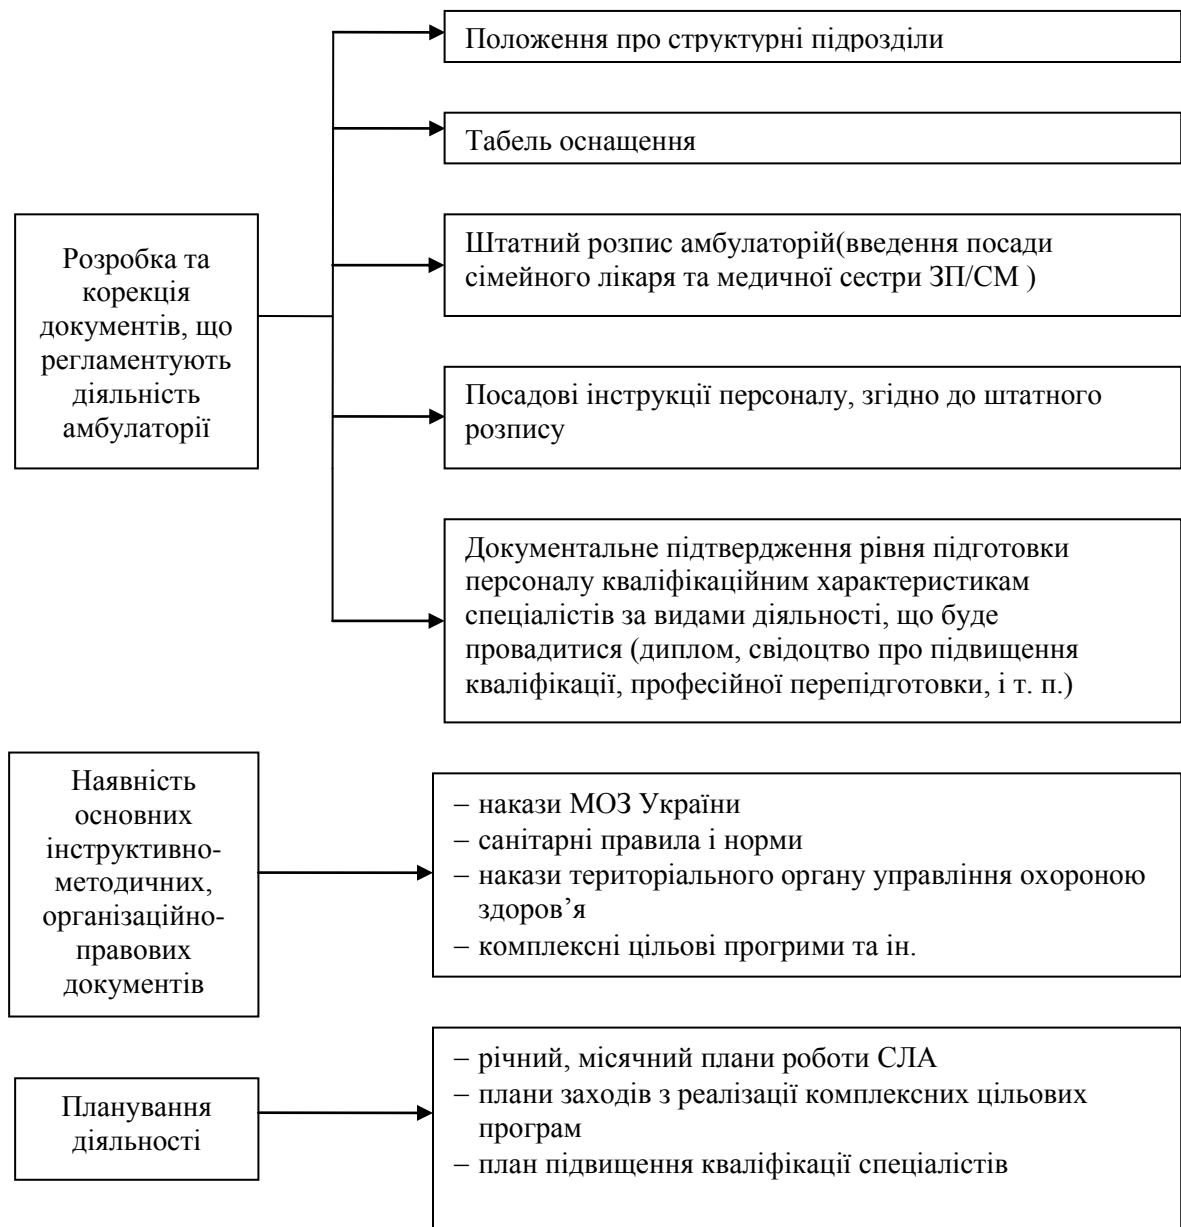 Положення про структурні підрозділи
Табель оснащення
Розробка та
корекція
документів, що
регламентують
діяльність
амбулаторії
Штатний розпис амбулаторій(введення посади
сімейного лікаря та медичної сестри ЗП/СМ )
Посадові інструкції персоналу, згідно до штатного
розпису
Документальне підтвердження рівня підготовки
персоналу кваліфікаційним характеристикам
спеціалістів за видами діяльності, що буде
провадитися (диплом, свідоцтво про підвищення
кваліфікації, професійної перепідготовки, і т. п.)
Наявність
основних
інструктивно-
методичних,
організаційно-
правових
документів
– накази МОЗ України
– санітарні правила і норми
– накази територіального органу управління охороною
здоров’я
– комплексні цільові прогрими та ін.
Планування
діяльності
– річний, місячний плани роботи СЛА
– плани заходів з реалізації комплексних цільових
програм
– план підвищення кваліфікації спеціалістів